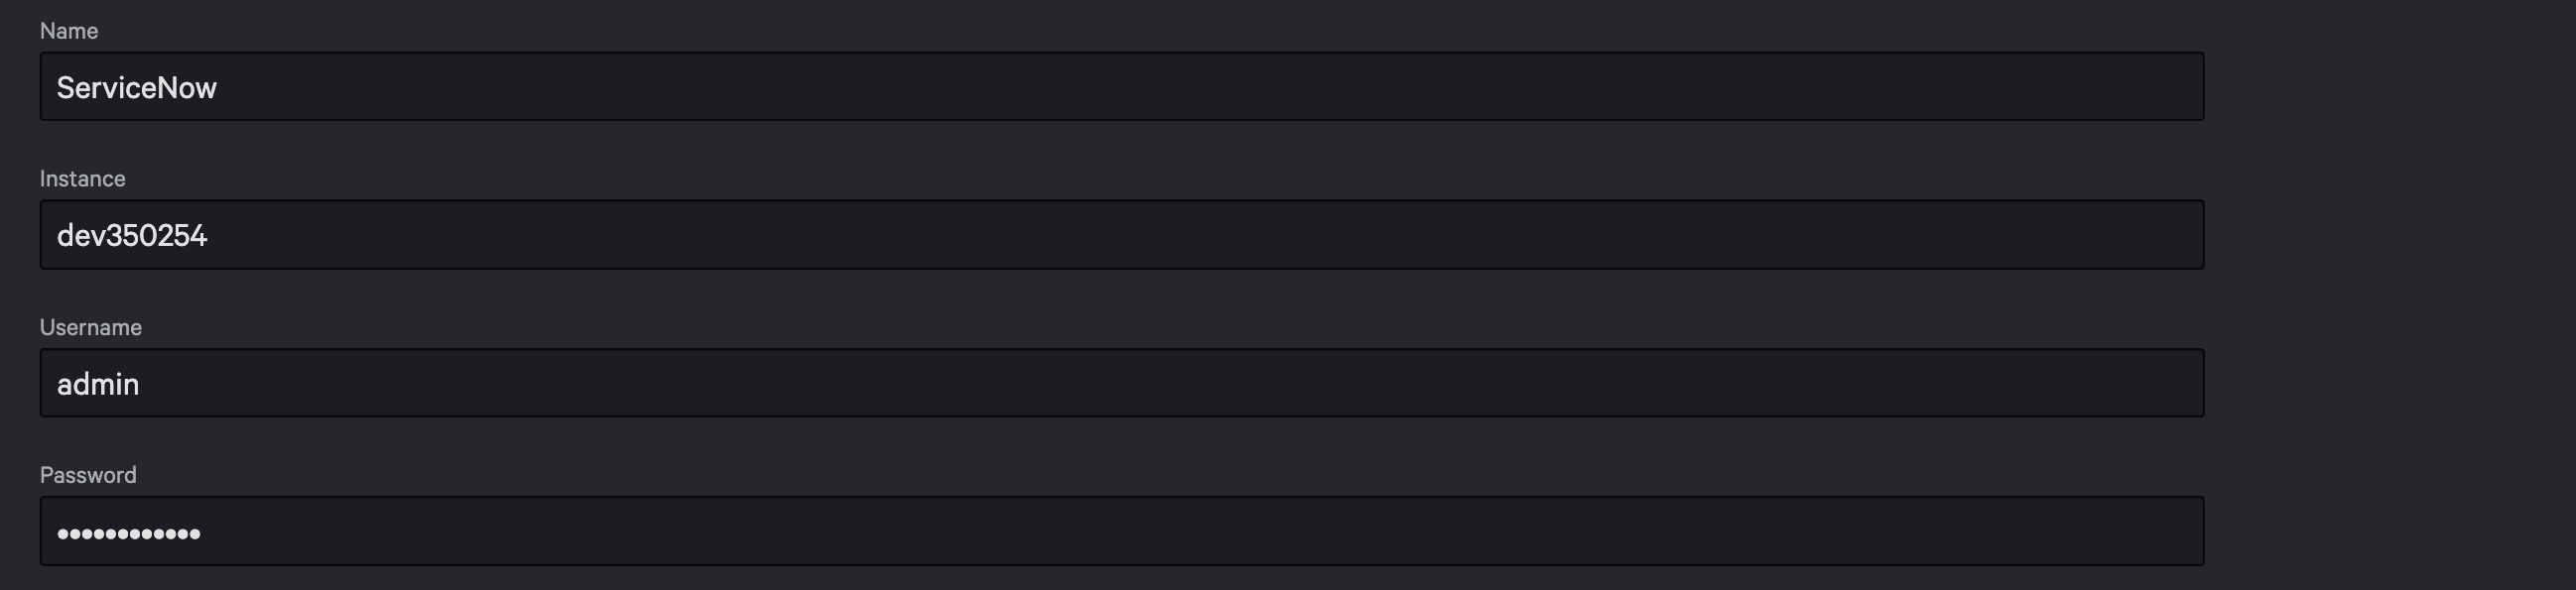 Name
ServiceNow
Instance
dev350254
Username
admin
Password
••••••••••••